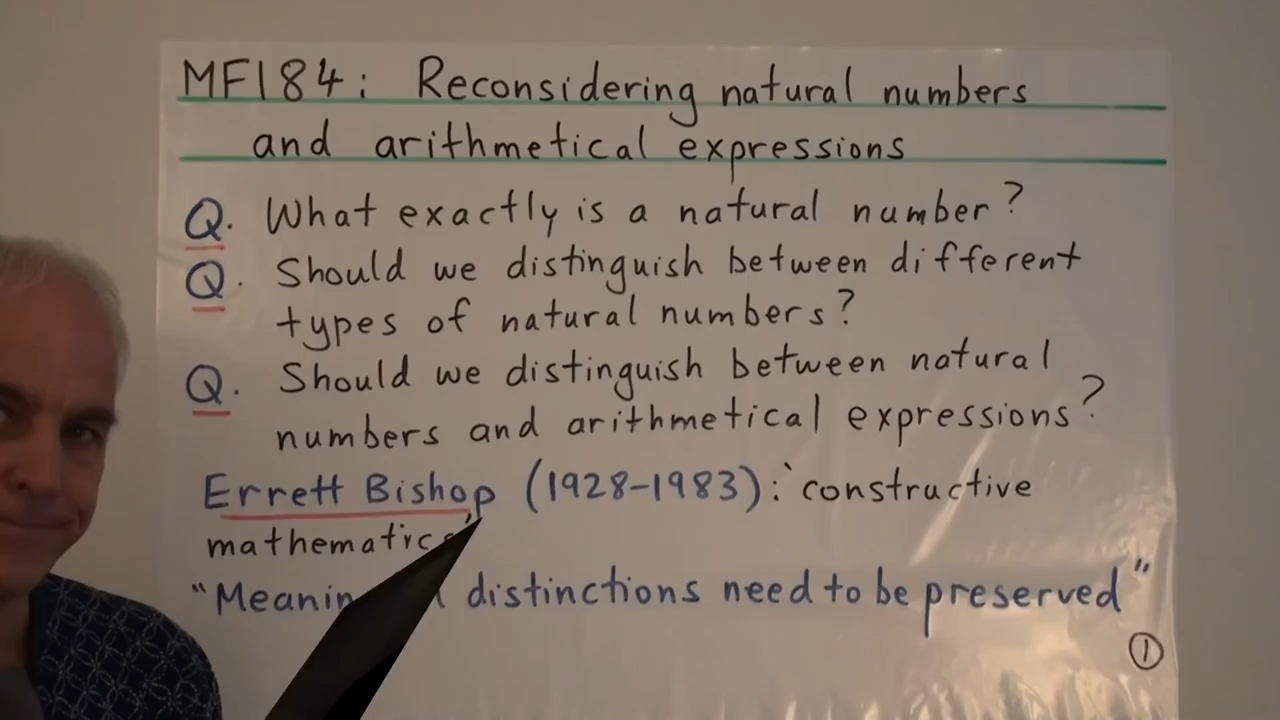 MF184: Reconsidering natural numbers
and arithmetical expressions
Q. What exactly is a natural number?
Q. Should we distinguish between different
types of natural numbers?
Q. Should we distinguish between natural
numbers and arithmetical expressions?
Errett Bishop (1928-1983): 'constructive
mathematics'
"Meaningful distinctions need to be preserved"
1